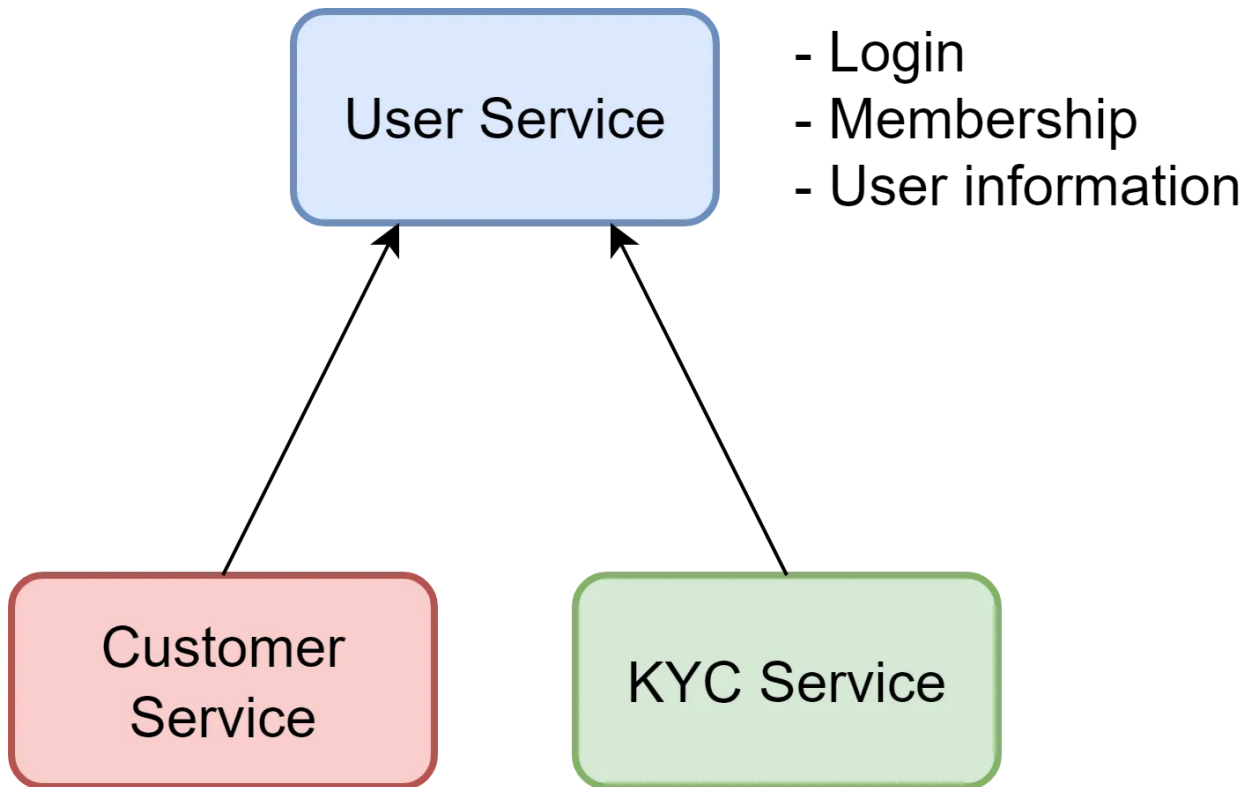 User Service
- Login
- Membership
- User information
Customer
Service
KYC Service